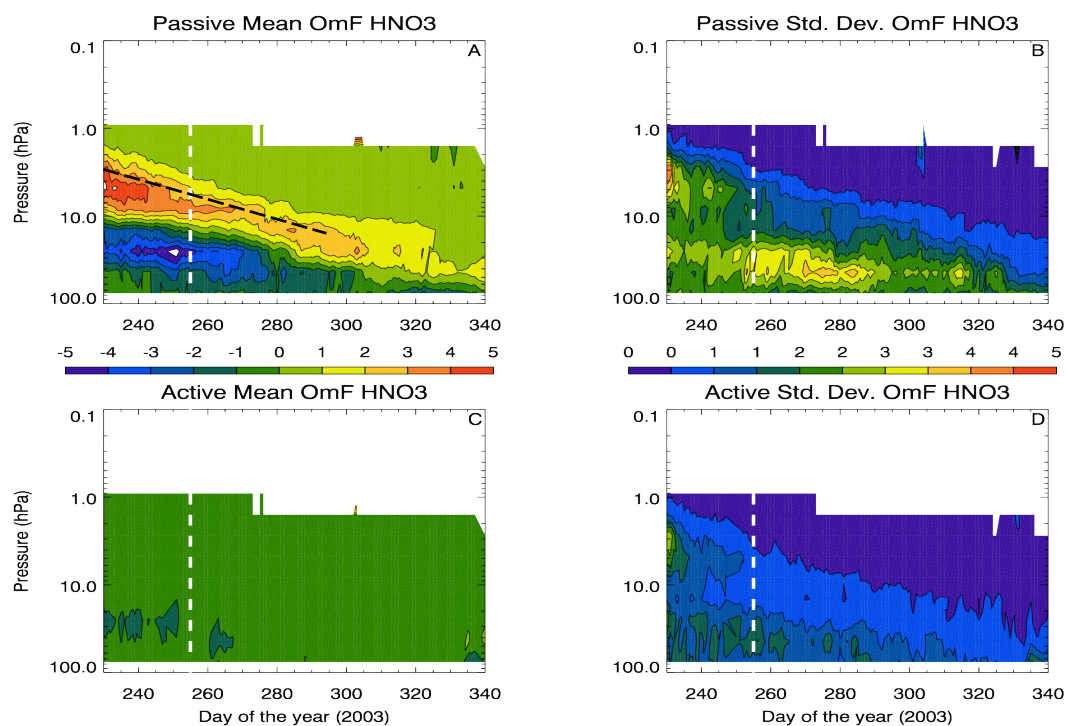 Passive Mean OmF HNO3
Passive Std. Dev. OmF HNO3
A
B
0.1
1.0
10.0
100.0
Pressure (hPa)
240 260 280 300 320 340
0.1
1.0
10.0
100.0
240 260 280 300 320 340
-5 -4 -3 -2 -1 0 1 2 3 4 5
0 0 1 1 2 2 3 3 4 4 5
Active Mean OmF HNO3
Active Std. Dev. OmF HNO3
C
D
0.1
1.0
10.0
100.0
Pressure (hPa)
240 260 280 300 320 340
Day of the year (2003)
0.1
1.0
10.0
100.0
240 260 280 300 320 340
Day of the year (2003)